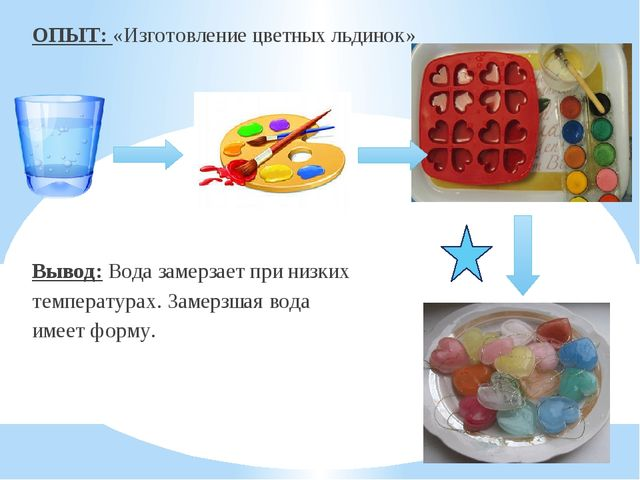 ОПЫТ: «Изготовление цветных льдинок»
Вывод: Вода замерзает при низких
температурах. Замерзшая вода
имеет форму.